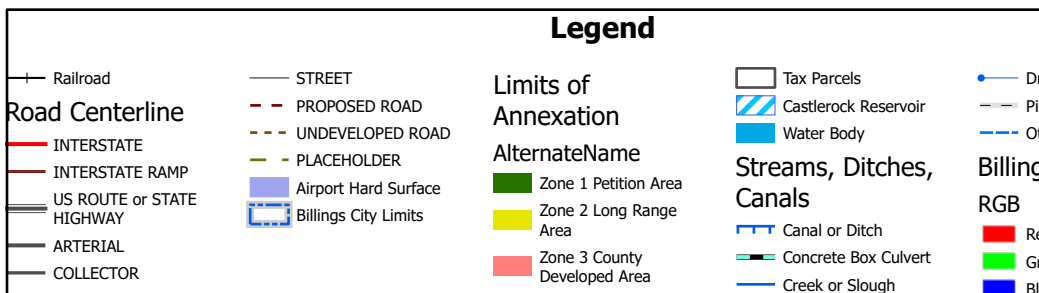 Legend
Railroad
Road Centerline
INTERSTATE
INTERSTATE RAMP
US ROUTE or STATE
HIGHWAY
ARTERIAL
COLLECTOR
STREET
PROPOSED ROAD
UNDEVELOPED ROAD
PLACEHOLDER
Airport Hard Surface
Billings City Limits
Limits of
Annexation
AlternateName
Zone 1 Petition Area
Zone 2 Long Range
Area
Zone 3 County
Developed Area
Tax Parcels
Castlerock Reservoir
Water Body
Streams, Ditches,
Canals
Canal or Ditch
Concrete Box Culvert
Creek or Slough
Billing
RGB